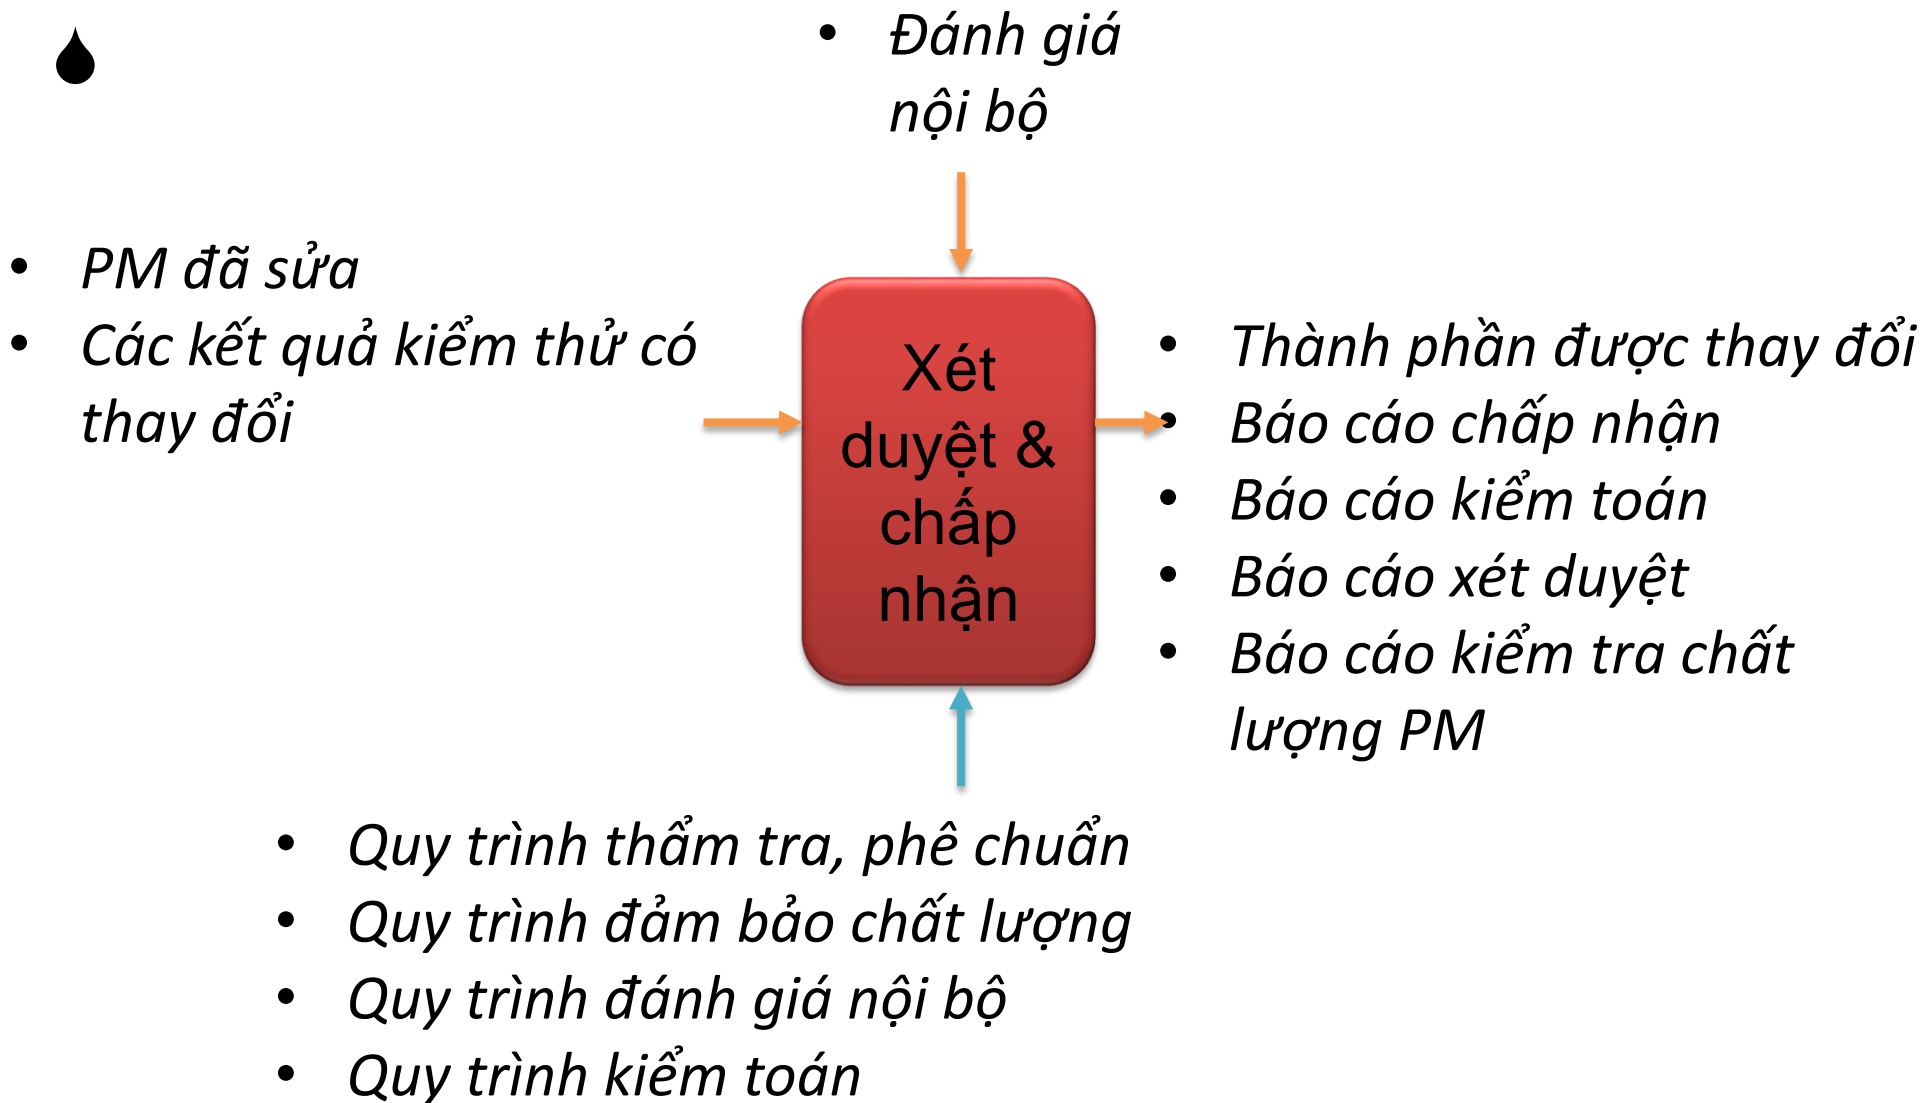 • Đánh giá
nội bộ
• PM đã sửa
• Các kết quả kiểm thử có
thay đổi
Xét
duyệt &
chấp
nhận
• Thành phần được thay đổi
• Báo cáo chấp nhận
• Báo cáo kiểm toán
• Báo cáo xét duyệt
• Báo cáo kiểm tra chất
lượng PM
• Quy trình thẩm tra, phê chuẩn
• Quy trình đảm bảo chất lượng
• Quy trình đánh giá nội bộ
• Quy trình kiểm toán